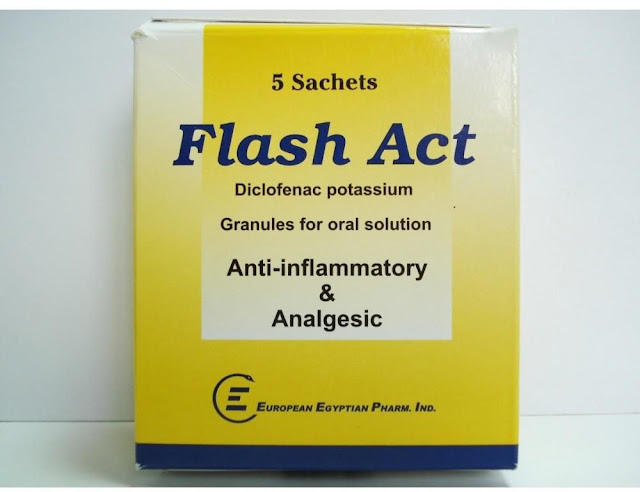 5 Sachets
Flash Act
Diclofenac potassium
Granules for oral solution
Anti-inflammatory
&
Analgesic
E EUROPEAN EGYPTIAN PHARM. IND.